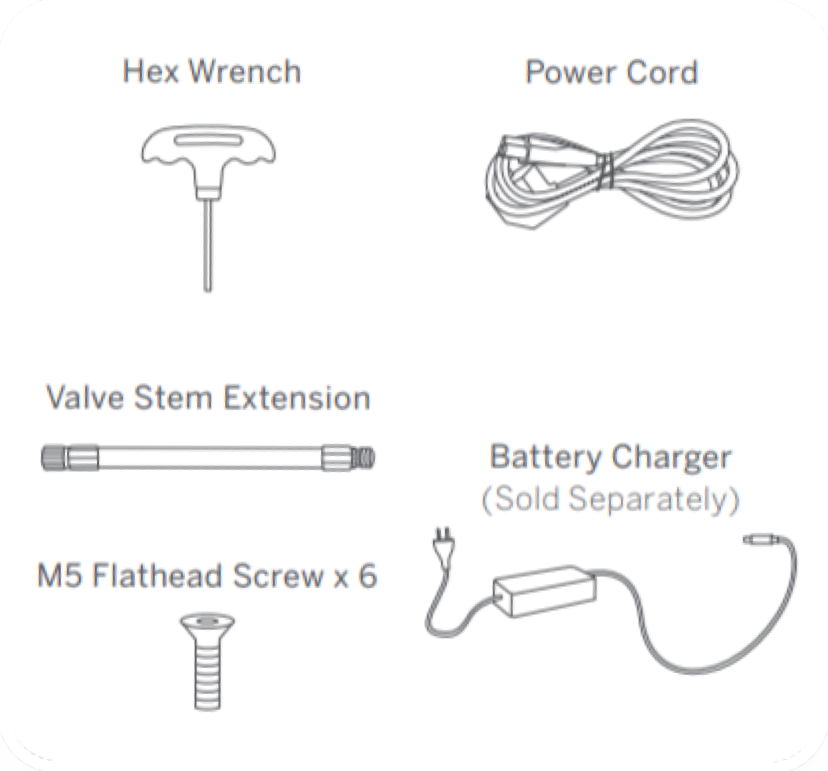 Hex Wrench
Power Cord
Valve Stem Extension
Battery Charger
(Sold Separately)
M5 Flathead Screw x 6